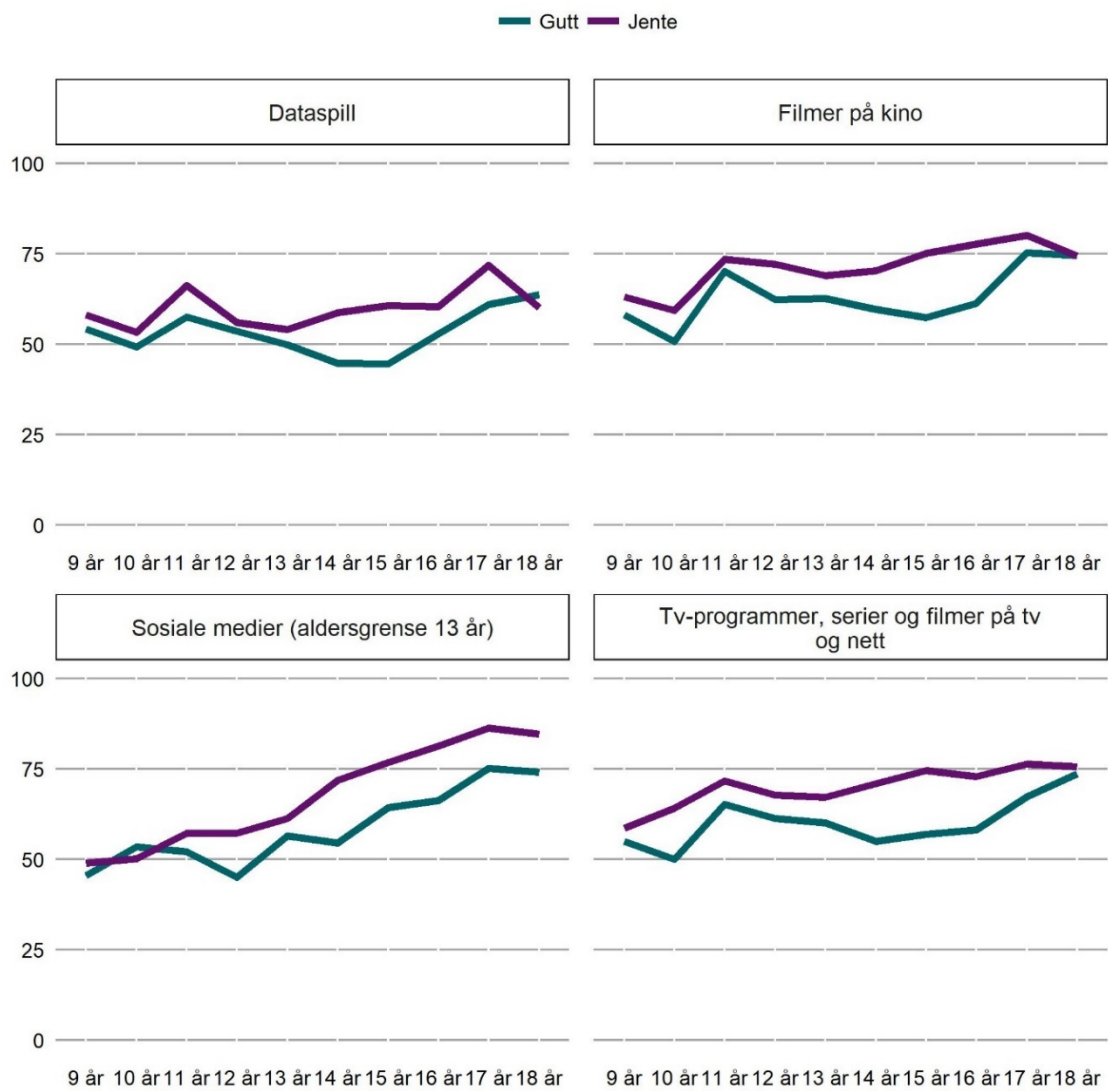 Gutt Jente
Dataspill
Filmer på kino
100
75
50
25
0
9 år 10 år 11 år 12 år 13 år 14 år 15 år 16 år 17 år 18 år
9 år 10 år 11 år 12 år 13 år 14 år 15 år 16 år 17 år 18 år
Sosiale medier (aldersgrense 13 år)
Tv-programmer, serier og filmer på tv
og nett
100
75
50
25
0
9 år 10 år 11 år 12 år 13 år 14 år 15 år 16 år 17 år 18 år
9 år 10 år 11 år 12 år 13 år 14 år 15 år 16 år 17 år 18 år